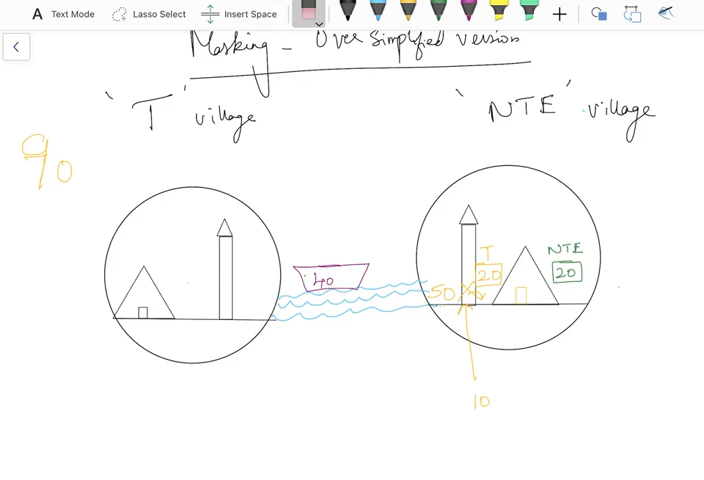 A Text Mode Lasso Select Insert Space
Masking - Over Simplified Version
'T' village
'NTE' village
90
T
NTE
40
50
20
20
10